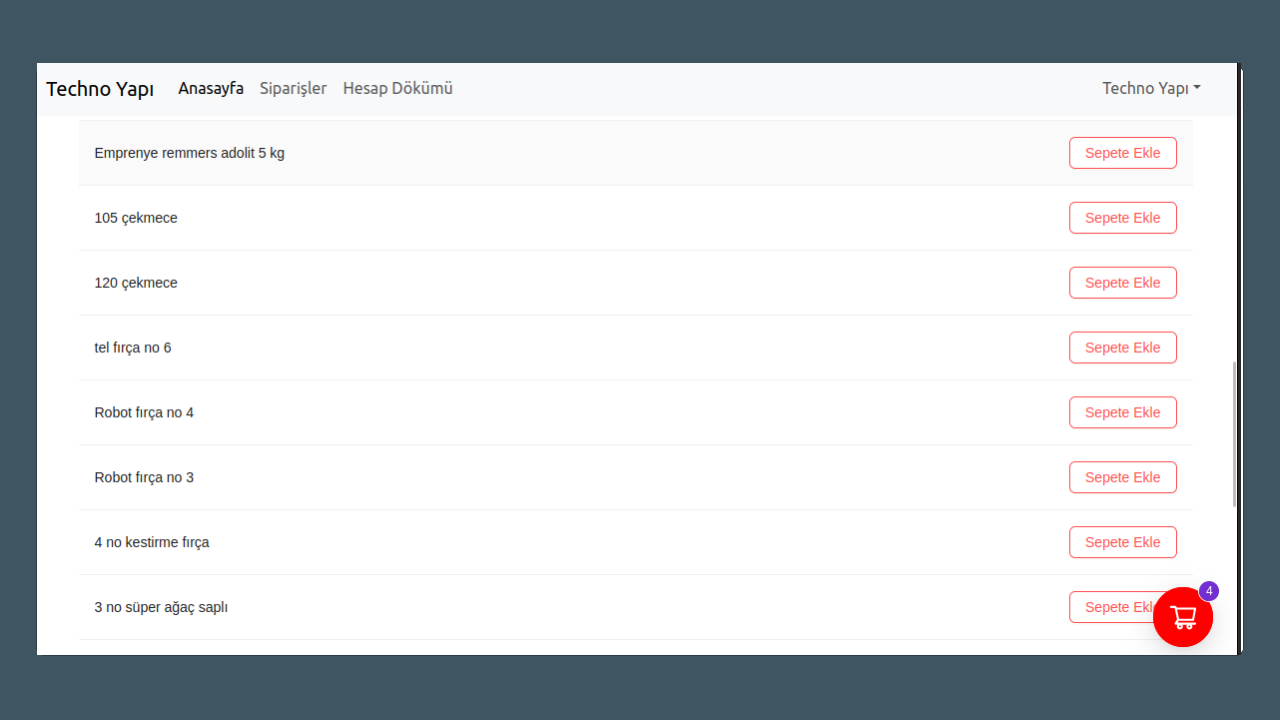 Techno Yapı Anasayfa Siparişler Hesap Dökümü Techno Yapı
Emprenye remmers adolit 5 kg Sepete Ekle
105 çekmece Sepete Ekle
120 çekmece Sepete Ekle
tel fırça no 6 Sepete Ekle
Robot fırça no 4 Sepete Ekle
Robot fırça no 3 Sepete Ekle
4 no kestirme fırça Sepete Ekle
4
3 no süper ağaç saplı Sepete Ekle